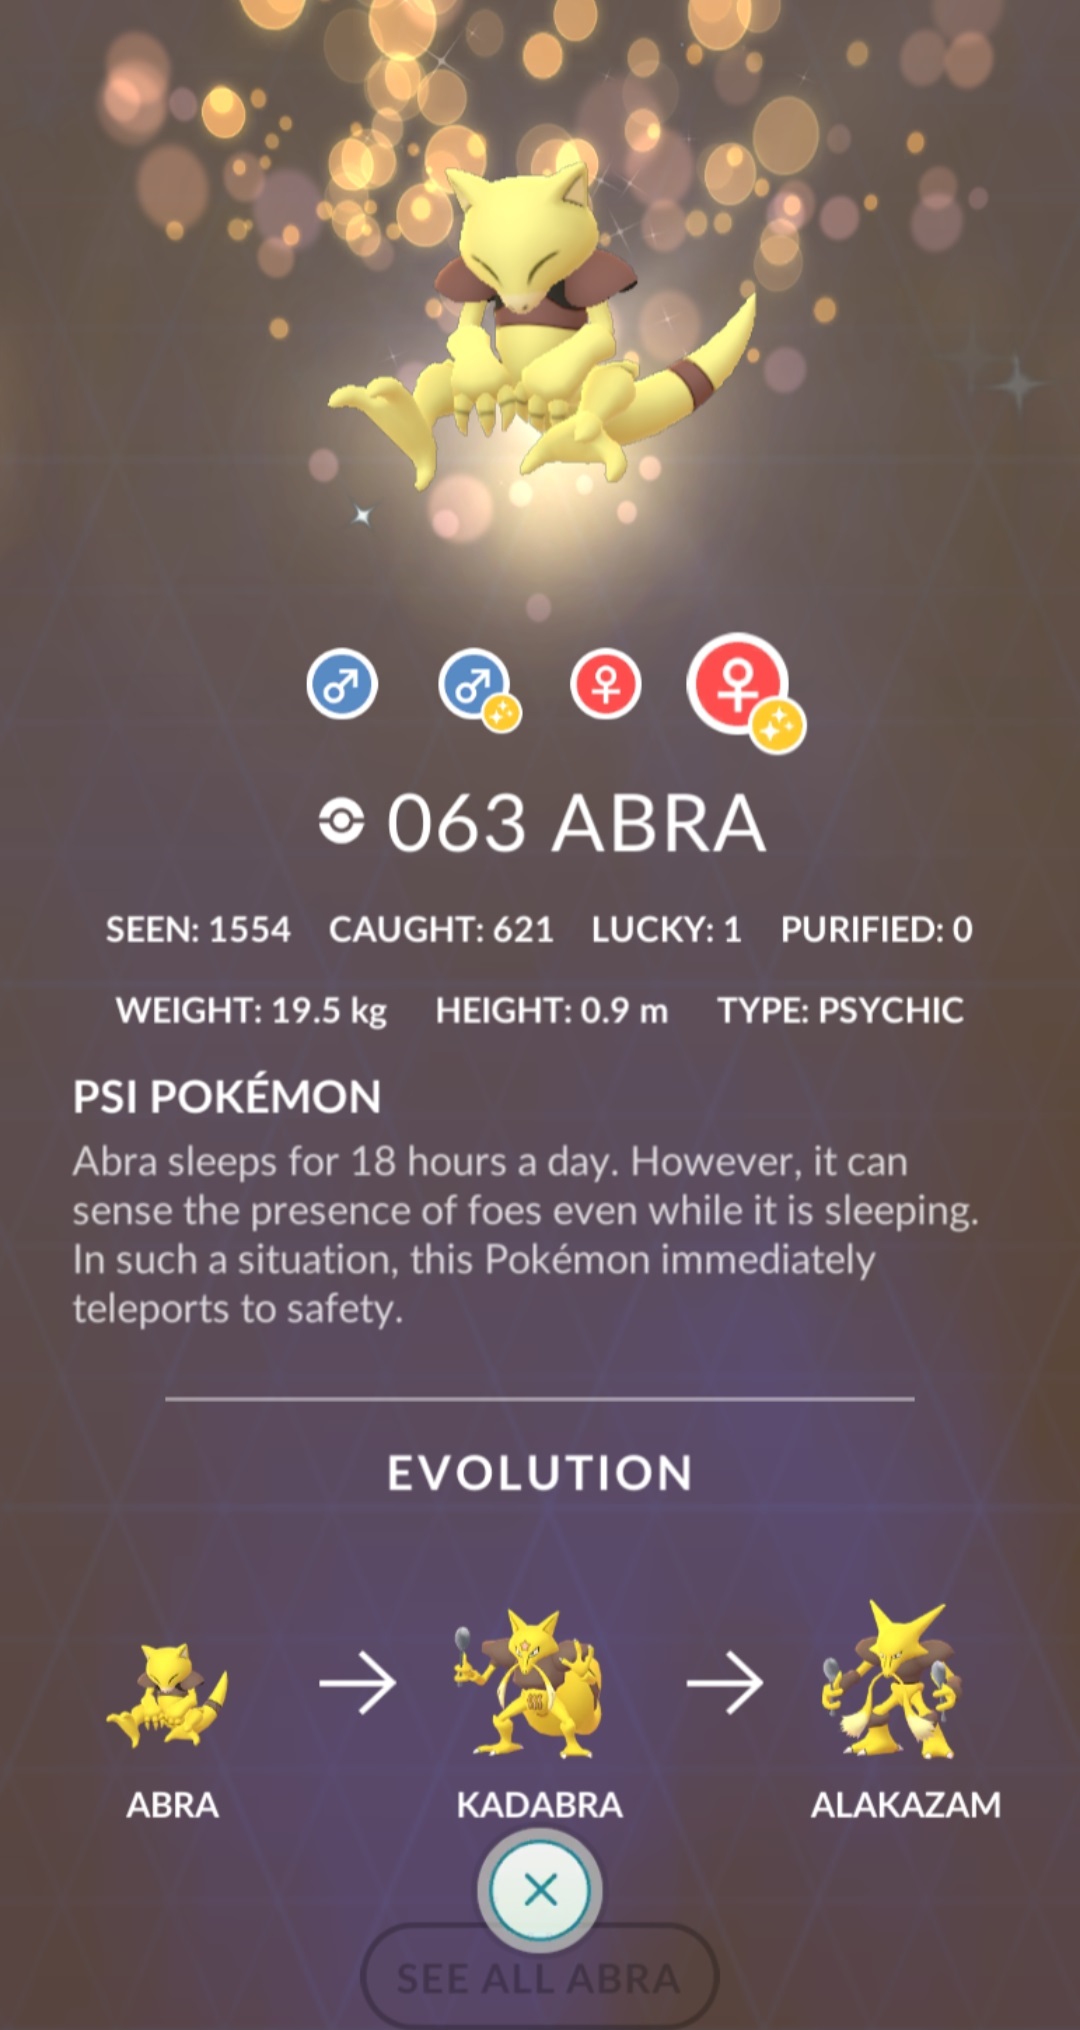 063 ABRA
SEEN: 1554 CAUGHT: 621 LUCKY: 1 PURIFIED: 0
WEIGHT: 19.5 kg HEIGHT: 0.9 m TYPE: PSYCHIC
PSI POKÉMON
Abra sleeps for 18 hours a day. However, it can
sense the presence of foes even while it is sleeping.
In such a situation, this Pokémon immediately
teleports to safety.
EVOLUTION
ABRA KADABRA ALAKAZAM
SEE ALL ABRA